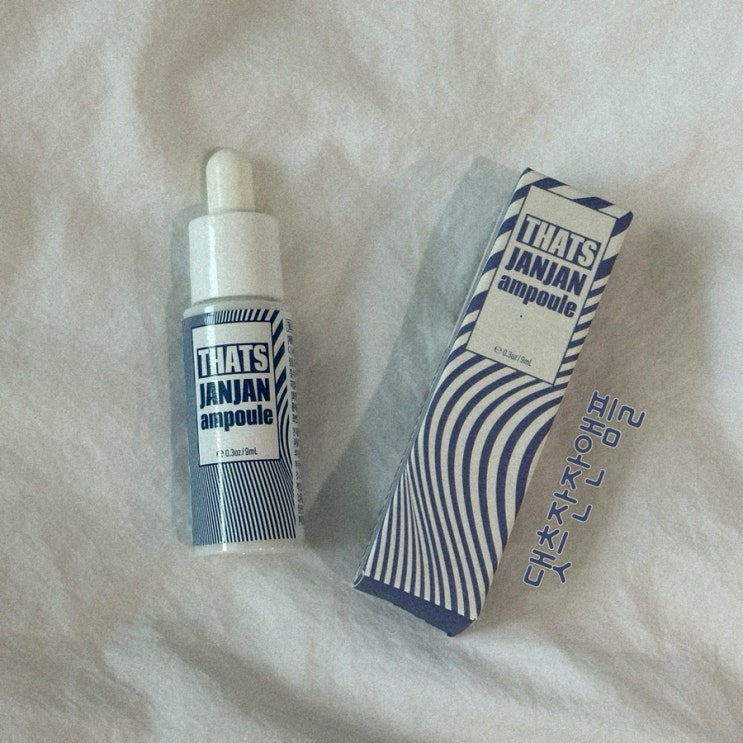 THATS
JANJAN
ampoule
℮ 0.3oz / 9mL
THATS
JANJAN
ampoule
℮ 0.3oz / 9mL
댓츠잔잔앰플